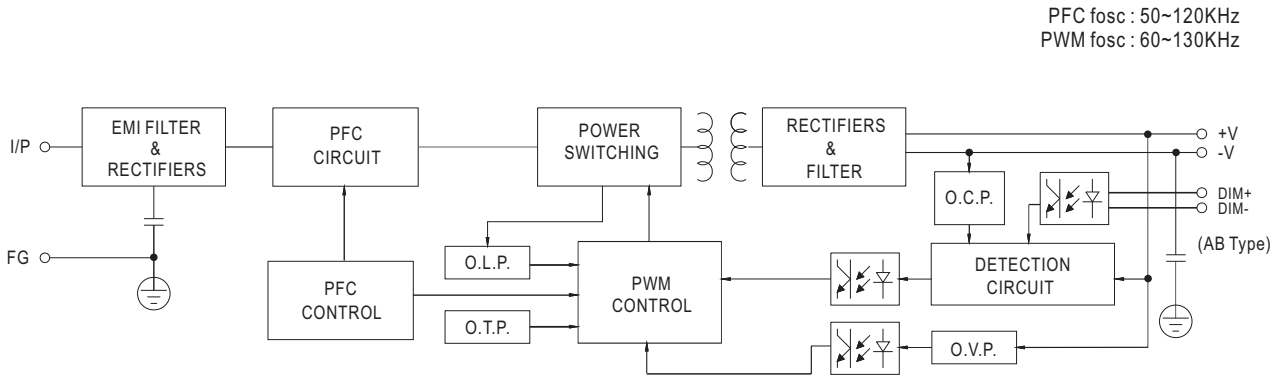 PFC fosc : 50~120KHz
PWM fosc : 60~130KHz
I/P
EMI FILTER
&
RECTIFIERS
PFC
CIRCUIT
POWER
SWITCHING
RECTIFIERS
&
FILTER
+V
-V
O.C.P.
DIM+
DIM-
(AB Type)
FG
O.L.P.
PFC
CONTROL
PWM
CONTROL
DETECTION
CIRCUIT
O.T.P.
O.V.P.